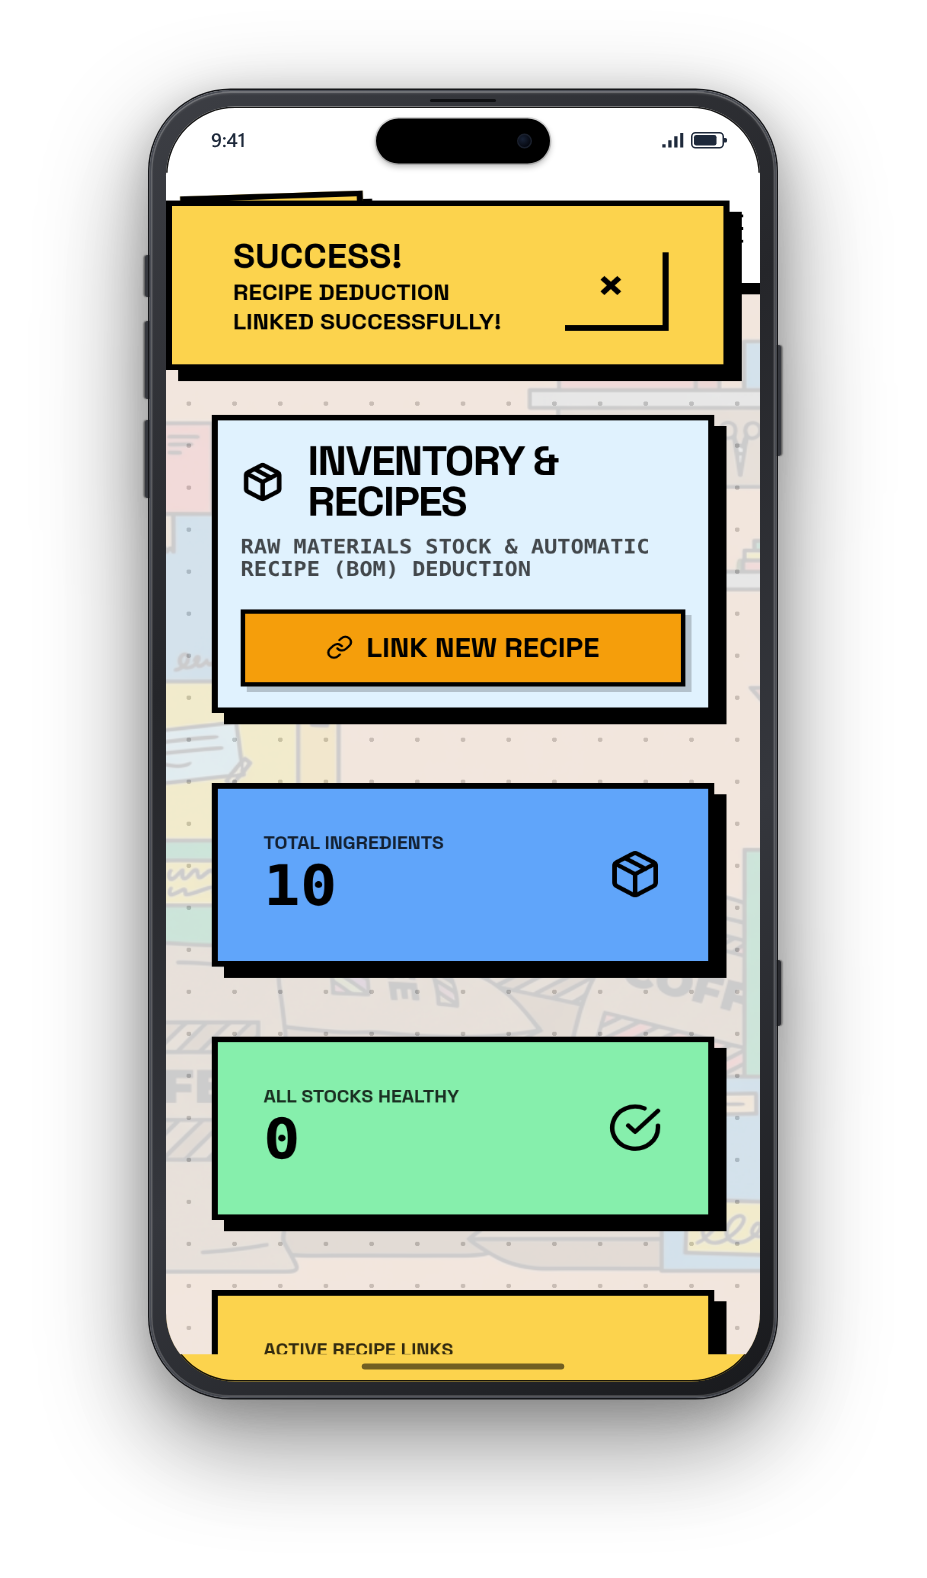 9:41
SUCCESS!
RECIPE DEDUCTION
LINKED SUCCESSFULLY!
×
INVENTORY &
RECIPES
RAW MATERIALS STOCK & AUTOMATIC
RECIPE (BOM) DEDUCTION
LINK NEW RECIPE
TOTAL INGREDIENTS
10
ALL STOCKS HEALTHY
0
ACTIVE RECIPE LINKS